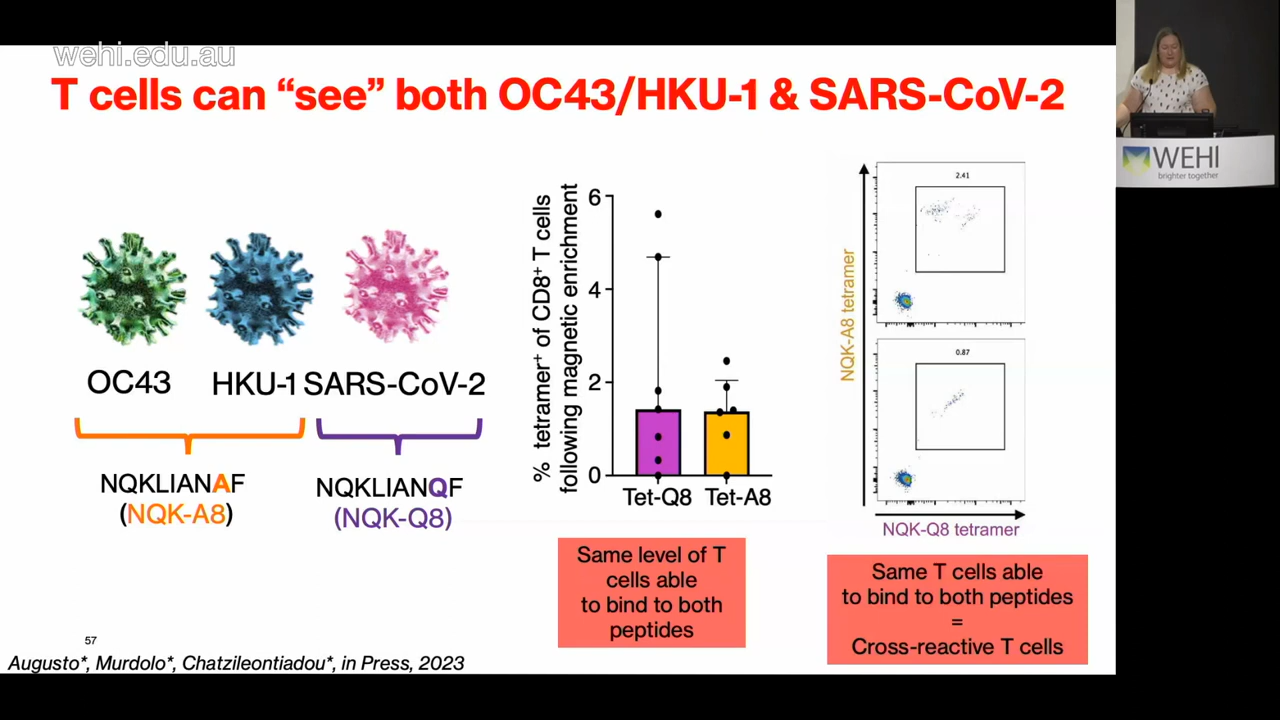 wehi.edu.au
T cells can “see” both OC43/HKU-1 & SARS-CoV-2
WEHI
brighter together
OC43
HKU-1
SARS-CoV-2
NQKLIANAF
(NQK-A8)
NQKLIANQF
(NQK-Q8)
% tetramer⁺ of CD8⁺ T cells
following magnetic enrichment
6
4
2
0
Tet-Q8
Tet-A8
Same level of T
cells able
to bind to both
peptides
NQK-A8 tetramer
2.41
0.87
NQK-Q8 tetramer
Same T cells able
to bind to both peptides
=
Cross-reactive T cells
57
Augusto*, Murdolo*, Chatzileontiadou*, in Press, 2023